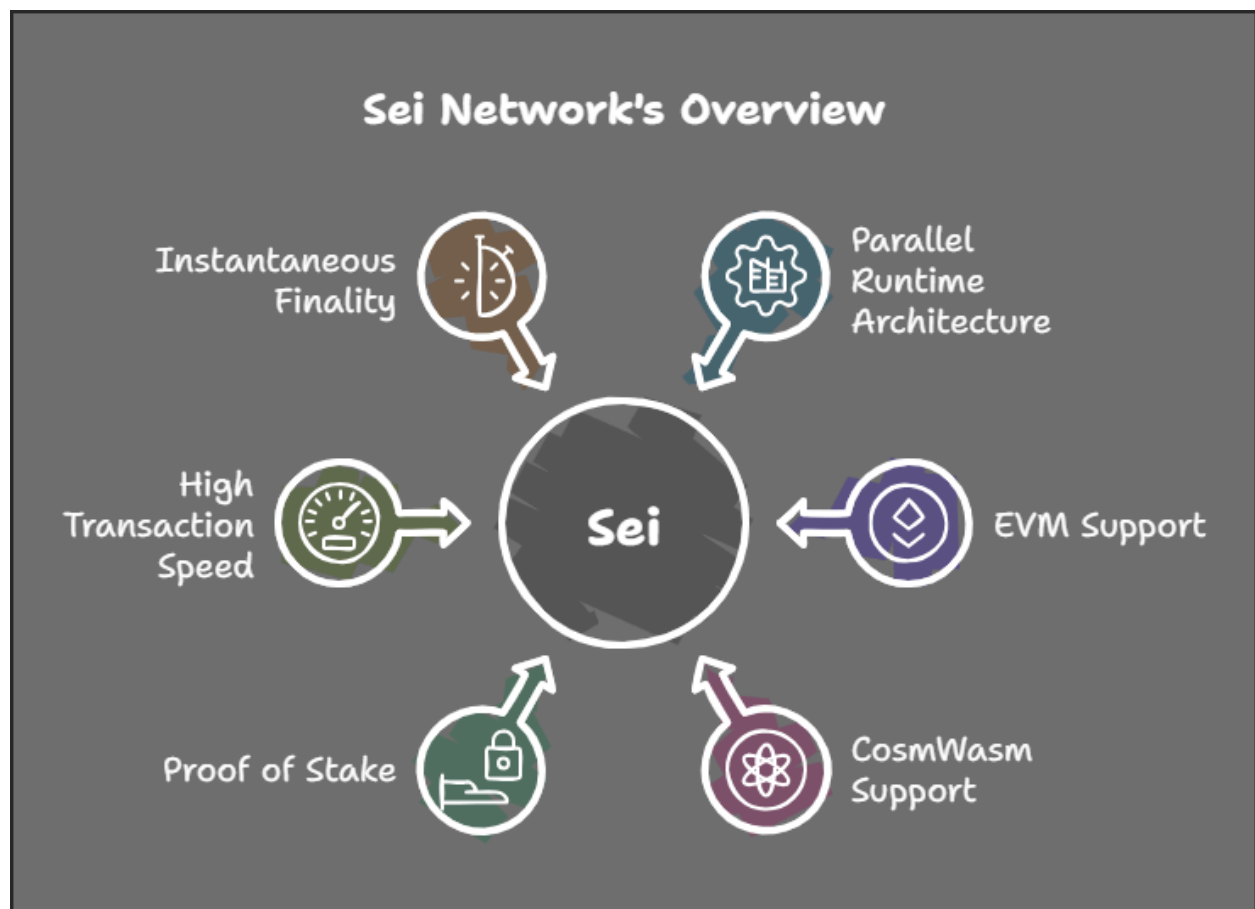 Sei Network's Overview
Instantaneous
Finality
Parallel
Runtime
Architecture
High
Transaction
Speed
Sei
EVM Support
Proof of Stake
CosmWasm
Support